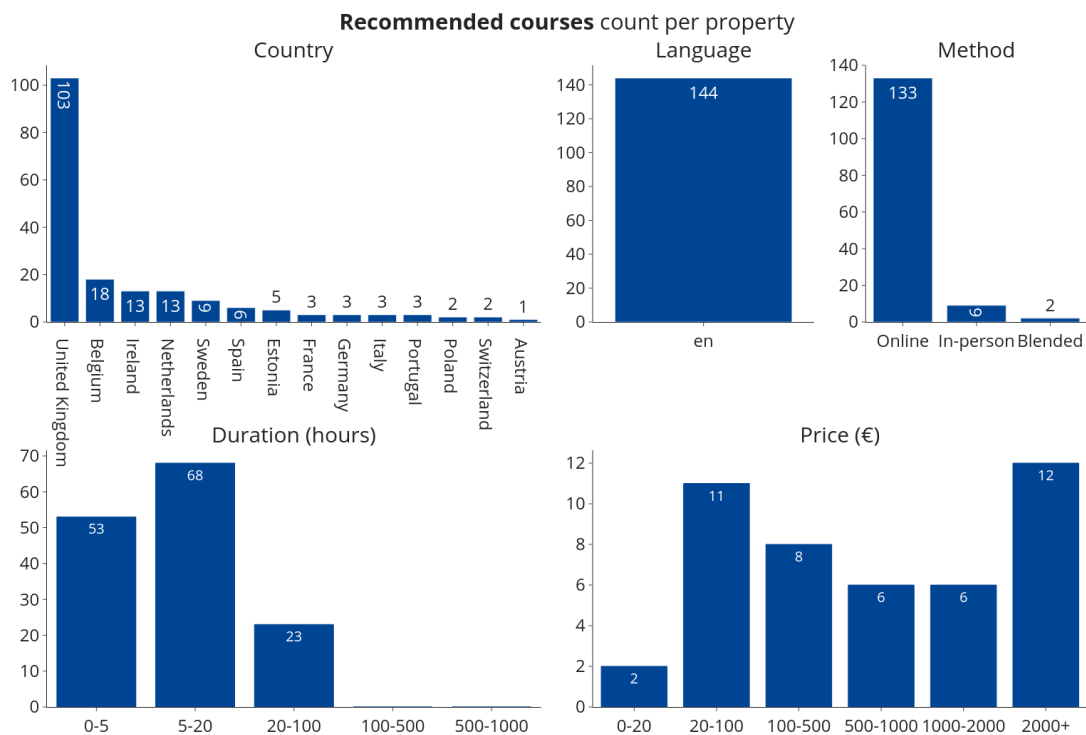 Recommended courses count per property
Country
100
80
60
40
20
0
103
18
13
13
9
6
5
3
3
3
3
2
2
1
United Kingdom
Belgium
Ireland
Netherlands
Sweden
Spain
Estonia
France
Germany
Italy
Portugal
Poland
Switzerland
Austria
Language
140
120
100
80
60
40
20
0
144
en
Method
140
120
100
80
60
40
20
0
133
9
2
Online In-person Blended
Duration (hours)
70
60
50
40
30
20
10
0
53
68
23
0-5 5-20 20-100 100-500 500-1000
Price (€)
12
10
8
6
4
2
0
2
11
8
6
6
12
0-20 20-100 100-500 500-1000 1000-2000 2000+